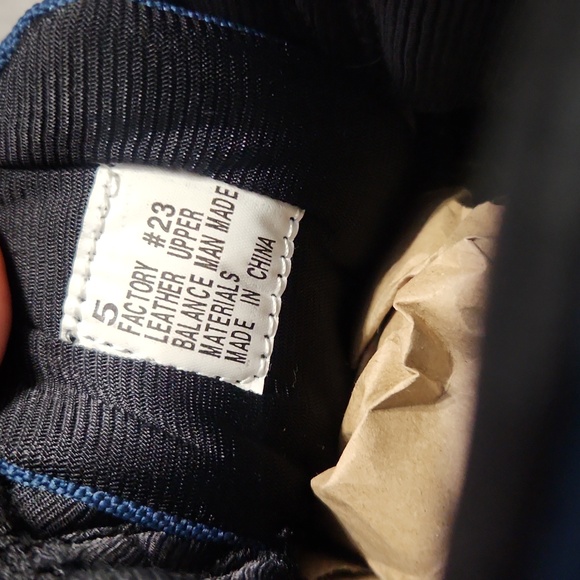 5
FACTORY #23
LEATHER UPPER
BALANCE MAN MADE
MATERIALS
MADE IN CHINA